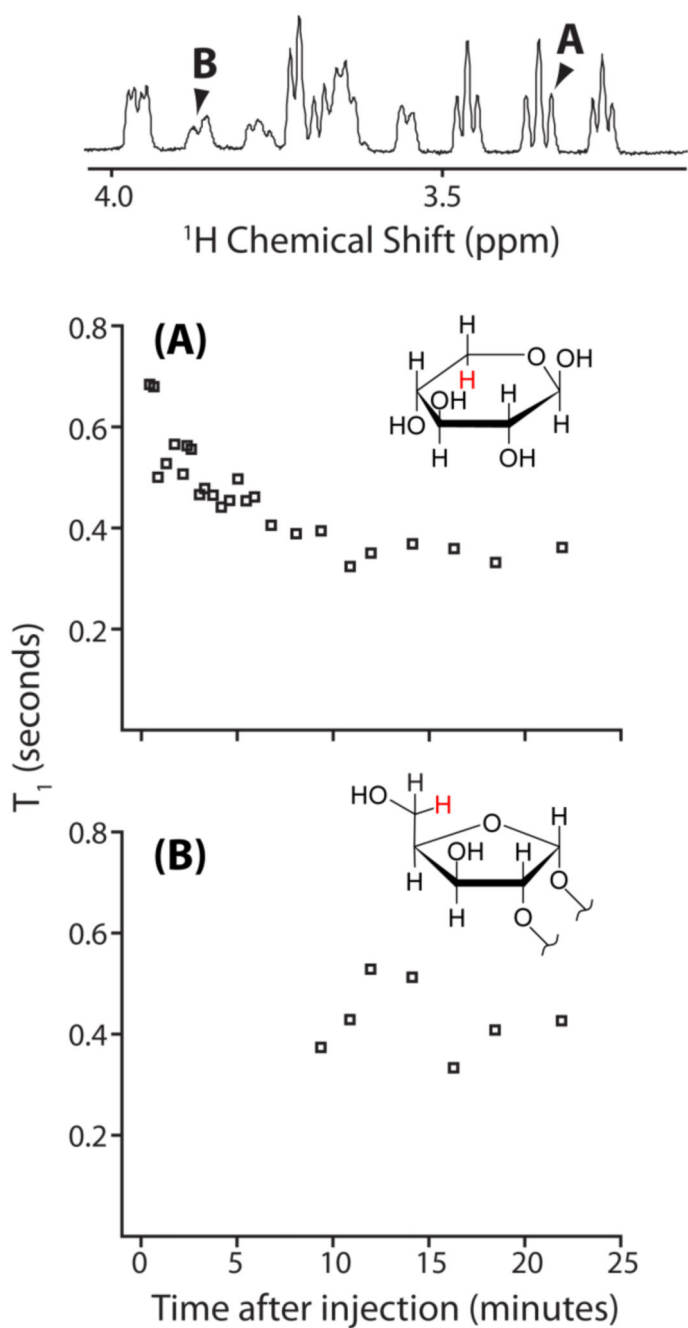 B
A
4.0
3.5
¹H Chemical Shift (ppm)
T₁ (seconds)
0.8
(A)
H
O
OH
H
H
OH
H
HO
H
H
OH
0.6
0.4
0.2
HO
H
H
O
H
0.8
(B)
OH
H
H
O
H
O
0.6
0.4
0.2
0
5
10
15
20
25
Time after injection (minutes)